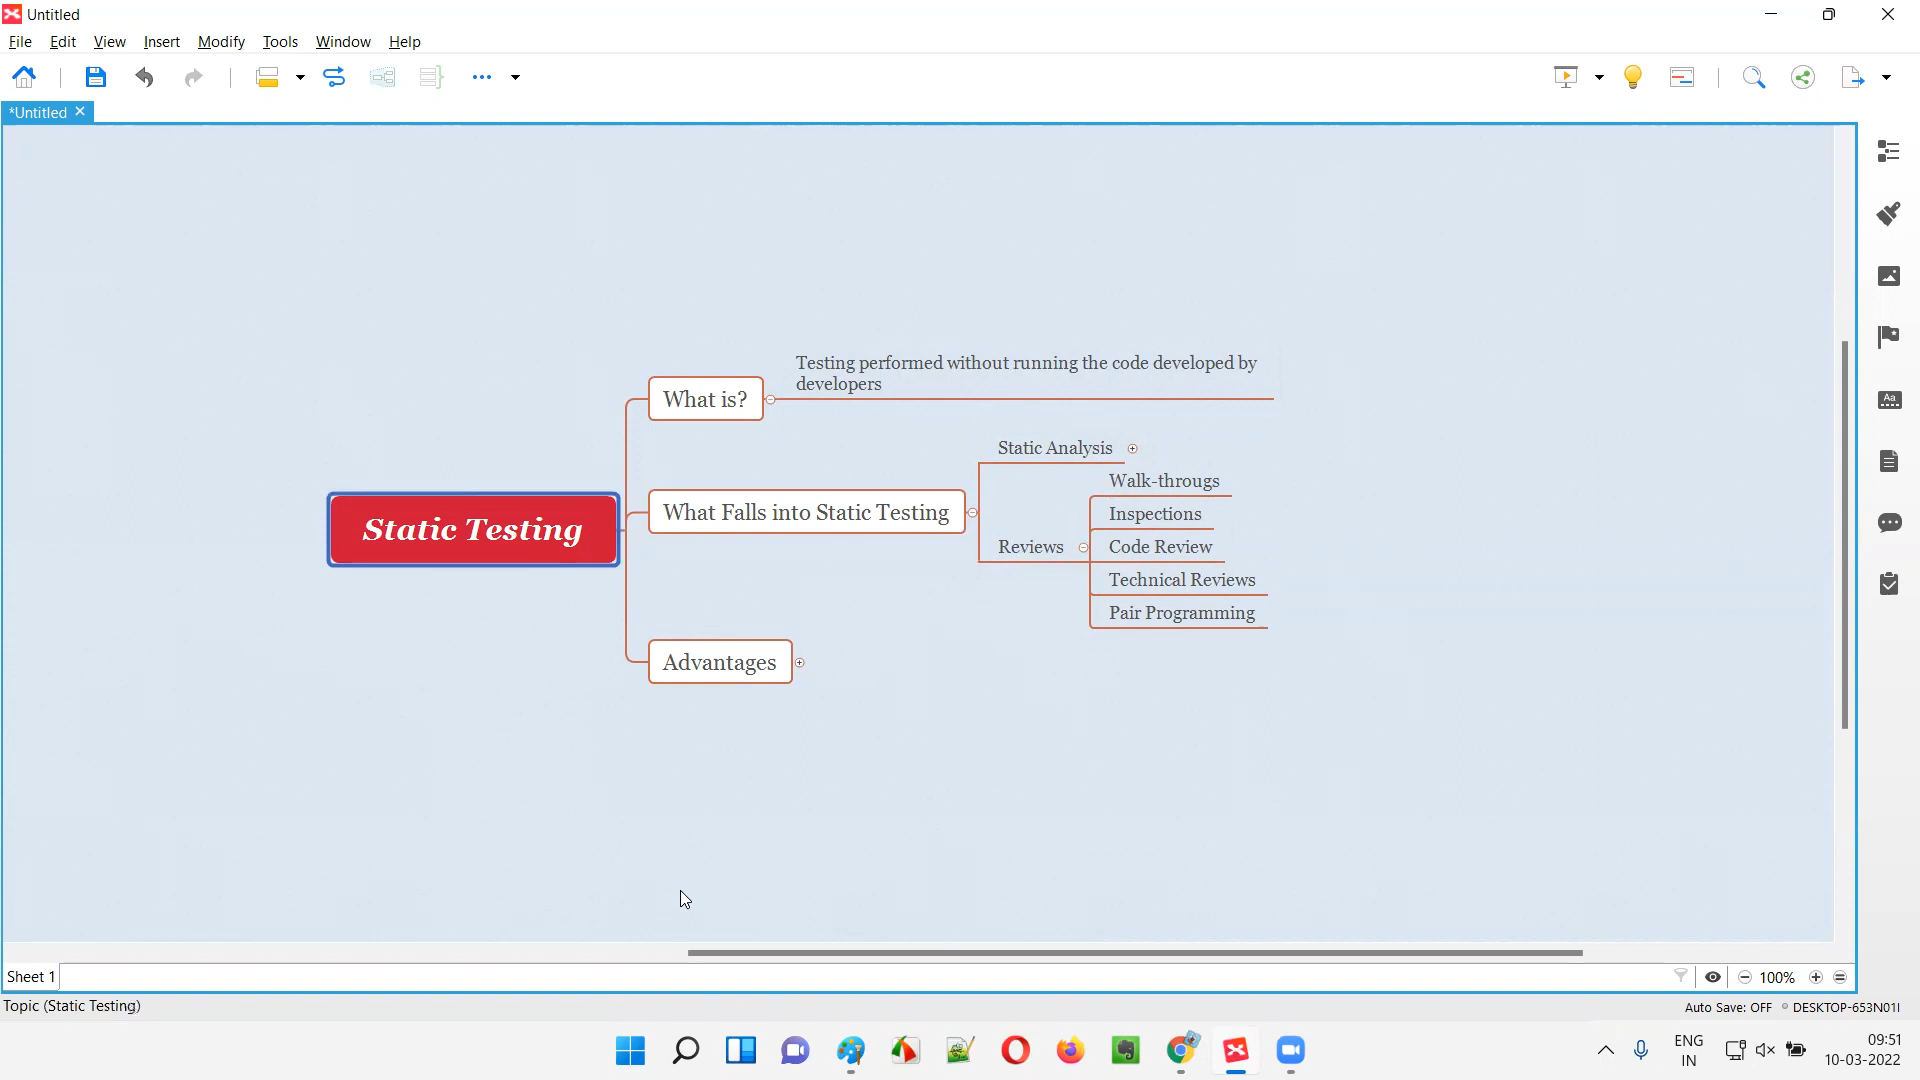 Untitled
File Edit View Insert Modify Tools Window Help
*Untitled
Testing performed without running the code developed by
developers
What is?
Static Analysis
Walk-througs
What Falls into Static Testing
Inspections
Static Testing
Reviews
Code Review
Technical Reviews
Pair Programming
Advantages
Aa
Sheet 1
100%
Topic (Static Testing)
Auto Save: OFF
DESKTOP-653N01I
ENG
IN
09:51
10-03-2022